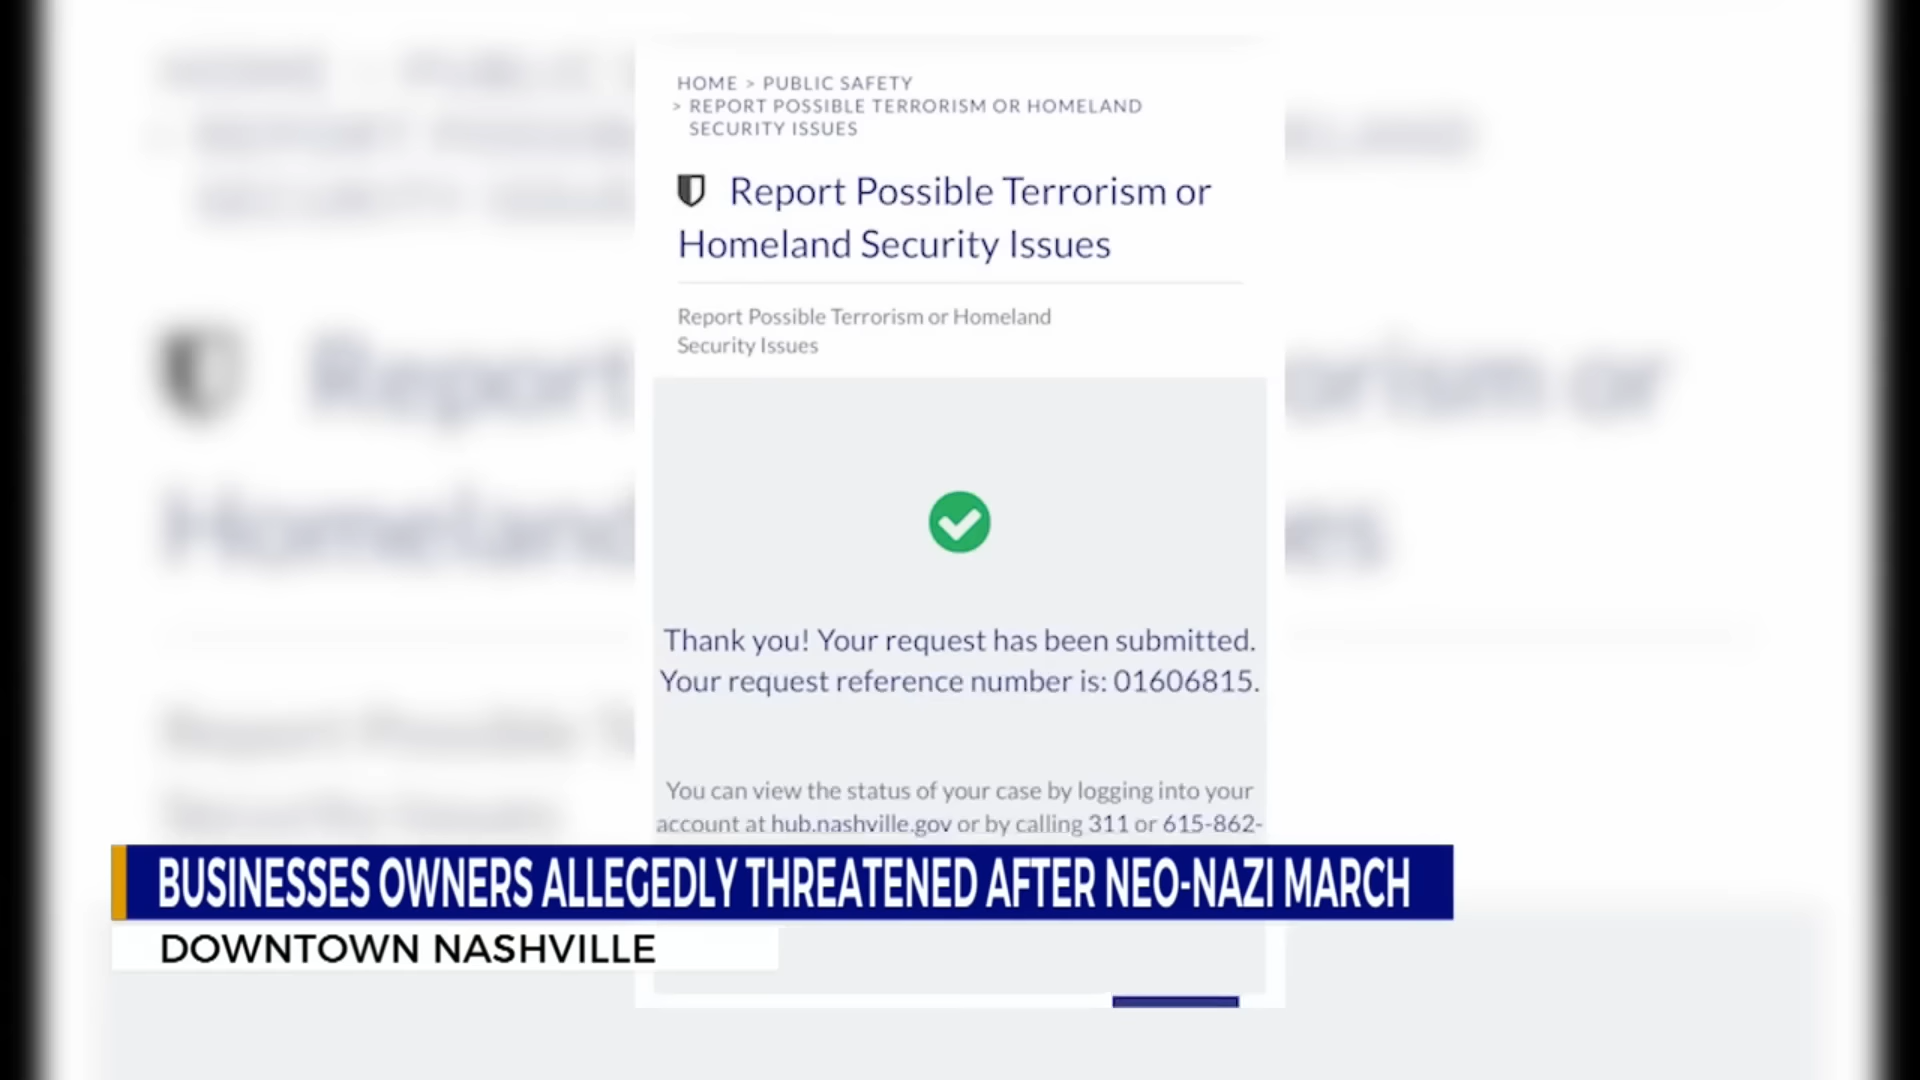 HOME > PUBLIC SAFETY
> REPORT POSSIBLE TERRORISM OR HOMELAND
SECURITY ISSUES
Report Possible Terrorism or
Homeland Security Issues
Report Possible Terrorism or Homeland
Security Issues
Thank you! Your request has been submitted.
Your request reference number is: 01606815.
You can view the status of your case by logging into your
account at hub.nashville.gov or by calling 311 or 615-862-
BUSINESSES OWNERS ALLEGEDLY THREATENED AFTER NEO-NAZI MARCH
DOWNTOWN NASHVILLE